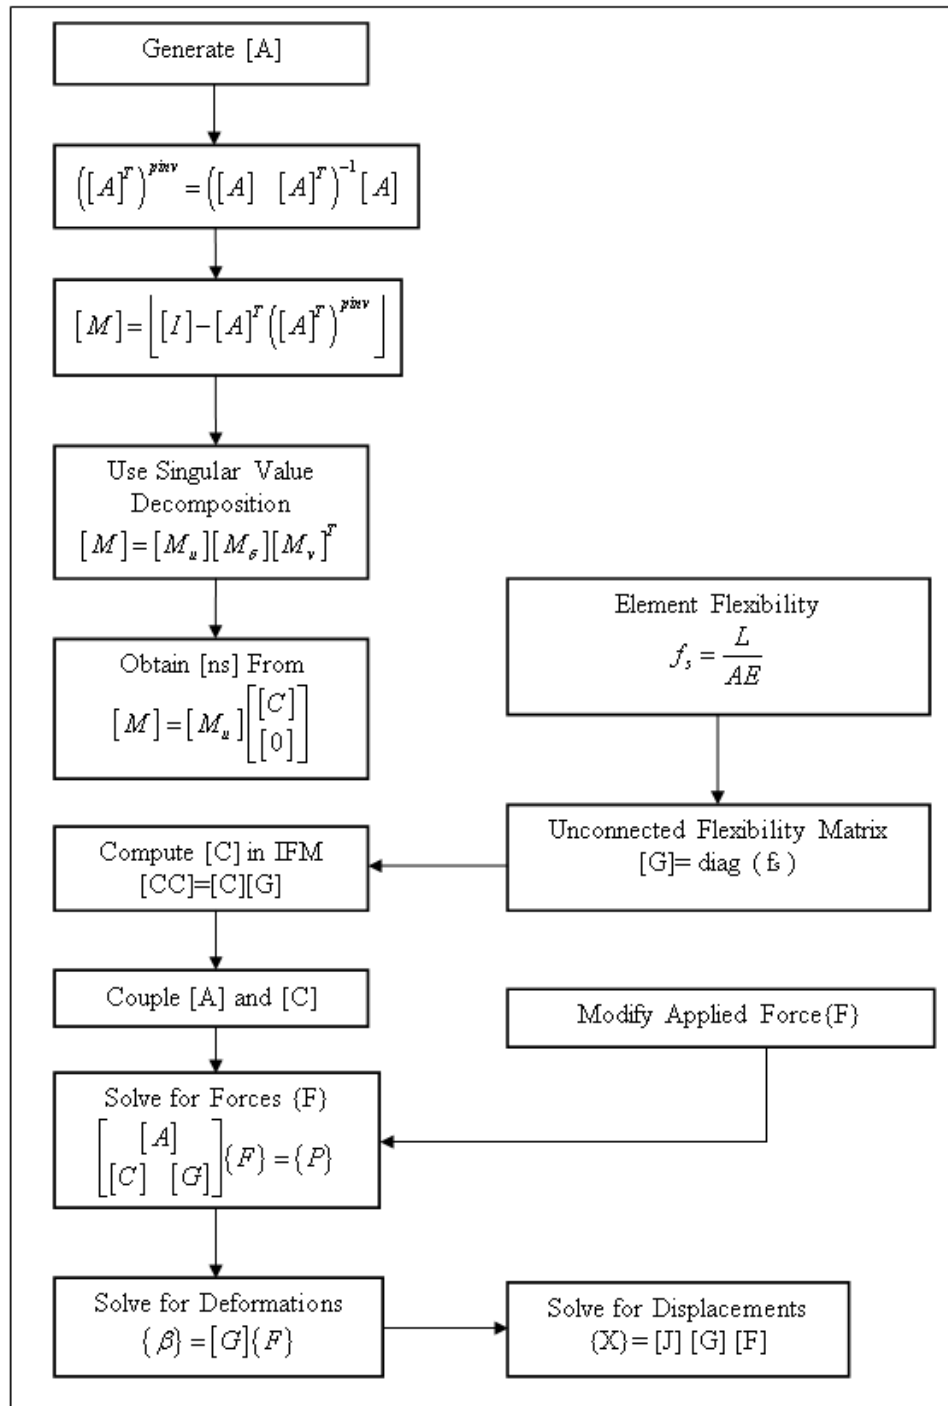 Generate [A]
([A]^T)^pinv = ([A] [A]^T)^-1 [A]
[M] = ⌊[I] - [A]^T ([A]^T)^pinv⌋
Use Singular Value
Decomposition
[M] = [M_u][M_σ][M_v]^T
Obtain [ns] From
[M] = [M_u] [[C] [0]]
Element Flexibility
f_s = L / AE
Unconnected Flexibility Matrix
[G]= diag (fs)
Compute [C] in IFM
[CC]=[C][G]
Couple [A] and [C]
Modify Applied Force{F}
Solve for Forces {F}
[[A]
[C] [G]] {F} = {P}
Solve for Deformations
{β} = [G]{F}
Solve for Displacements
{X}= [J] [G] [F]